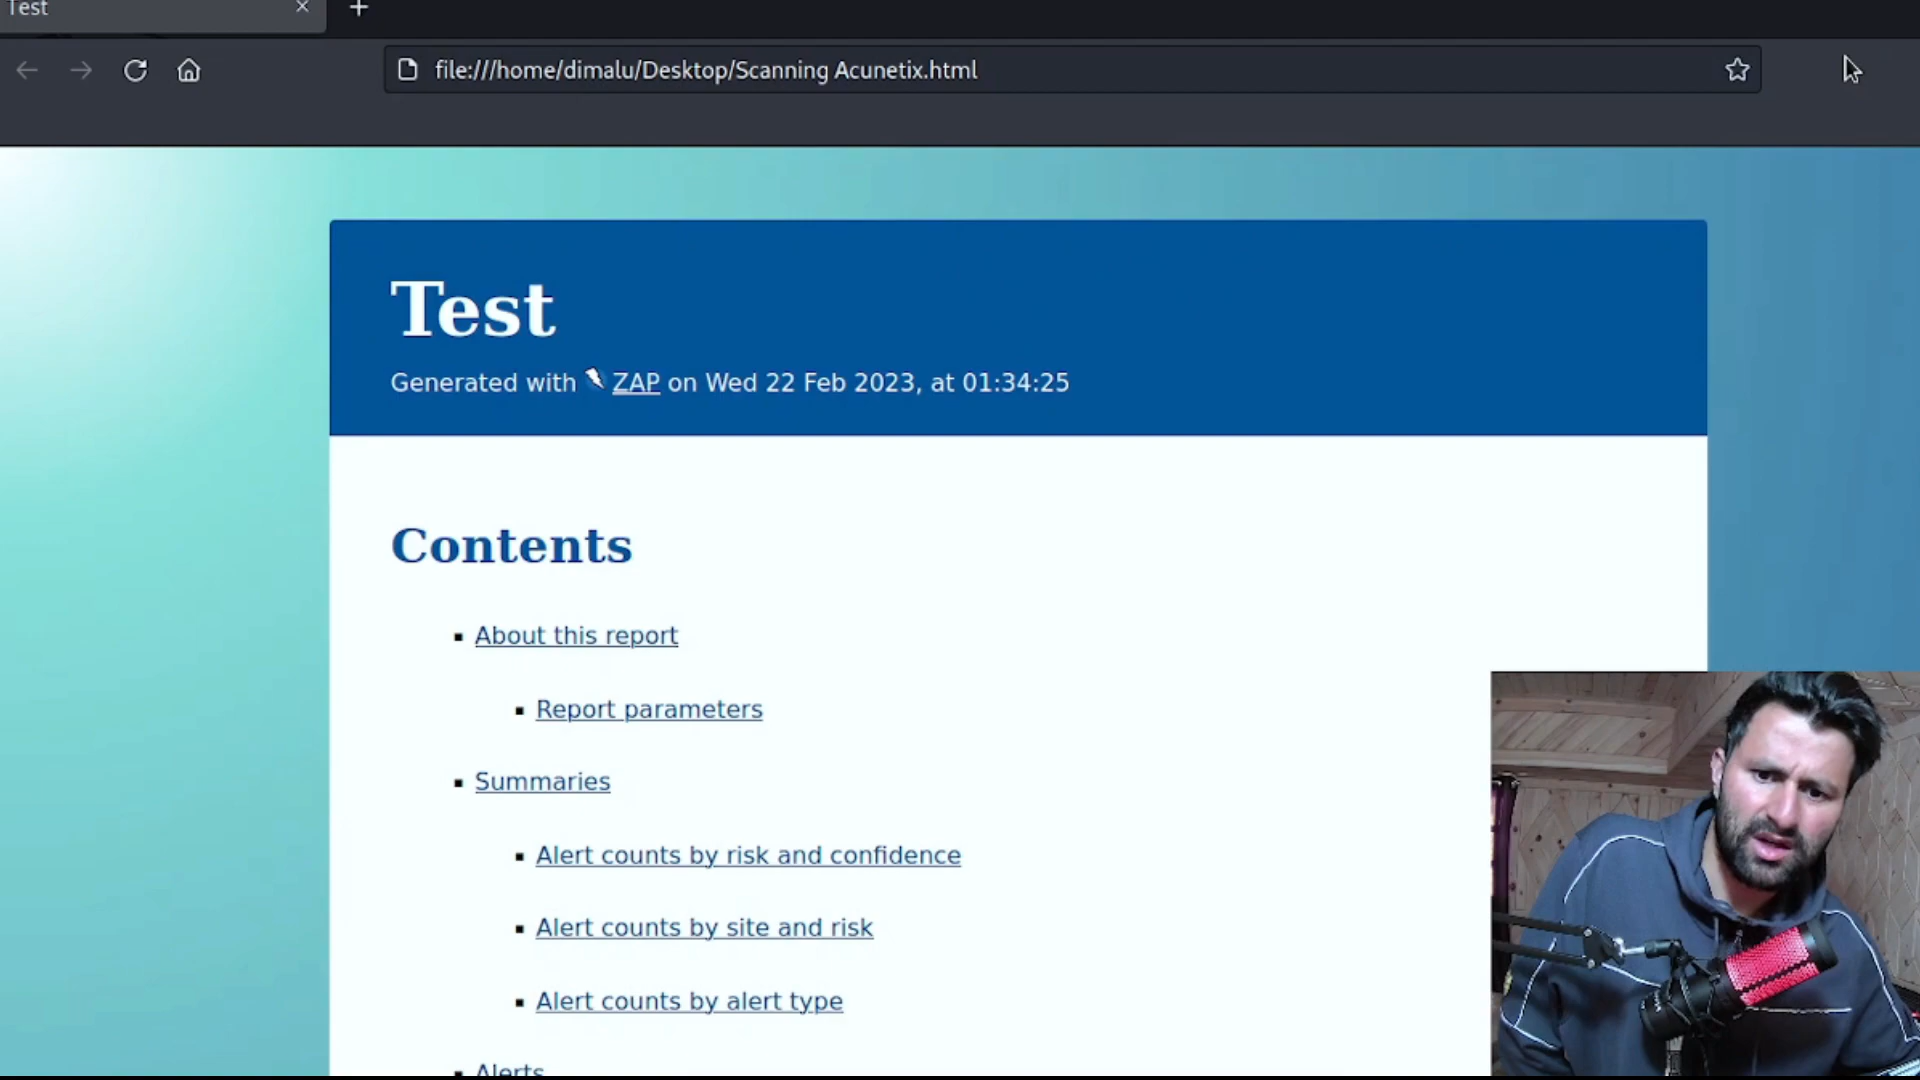 Test
file:///home/dimalu/Desktop/Scanning Acunetix.html
Test
Generated with ZAP on Wed 22 Feb 2023, at 01:34:25
Contents
About this report
Report parameters
Summaries
Alert counts by risk and confidence
Alert counts by site and risk
Alert counts by alert type
Alerts